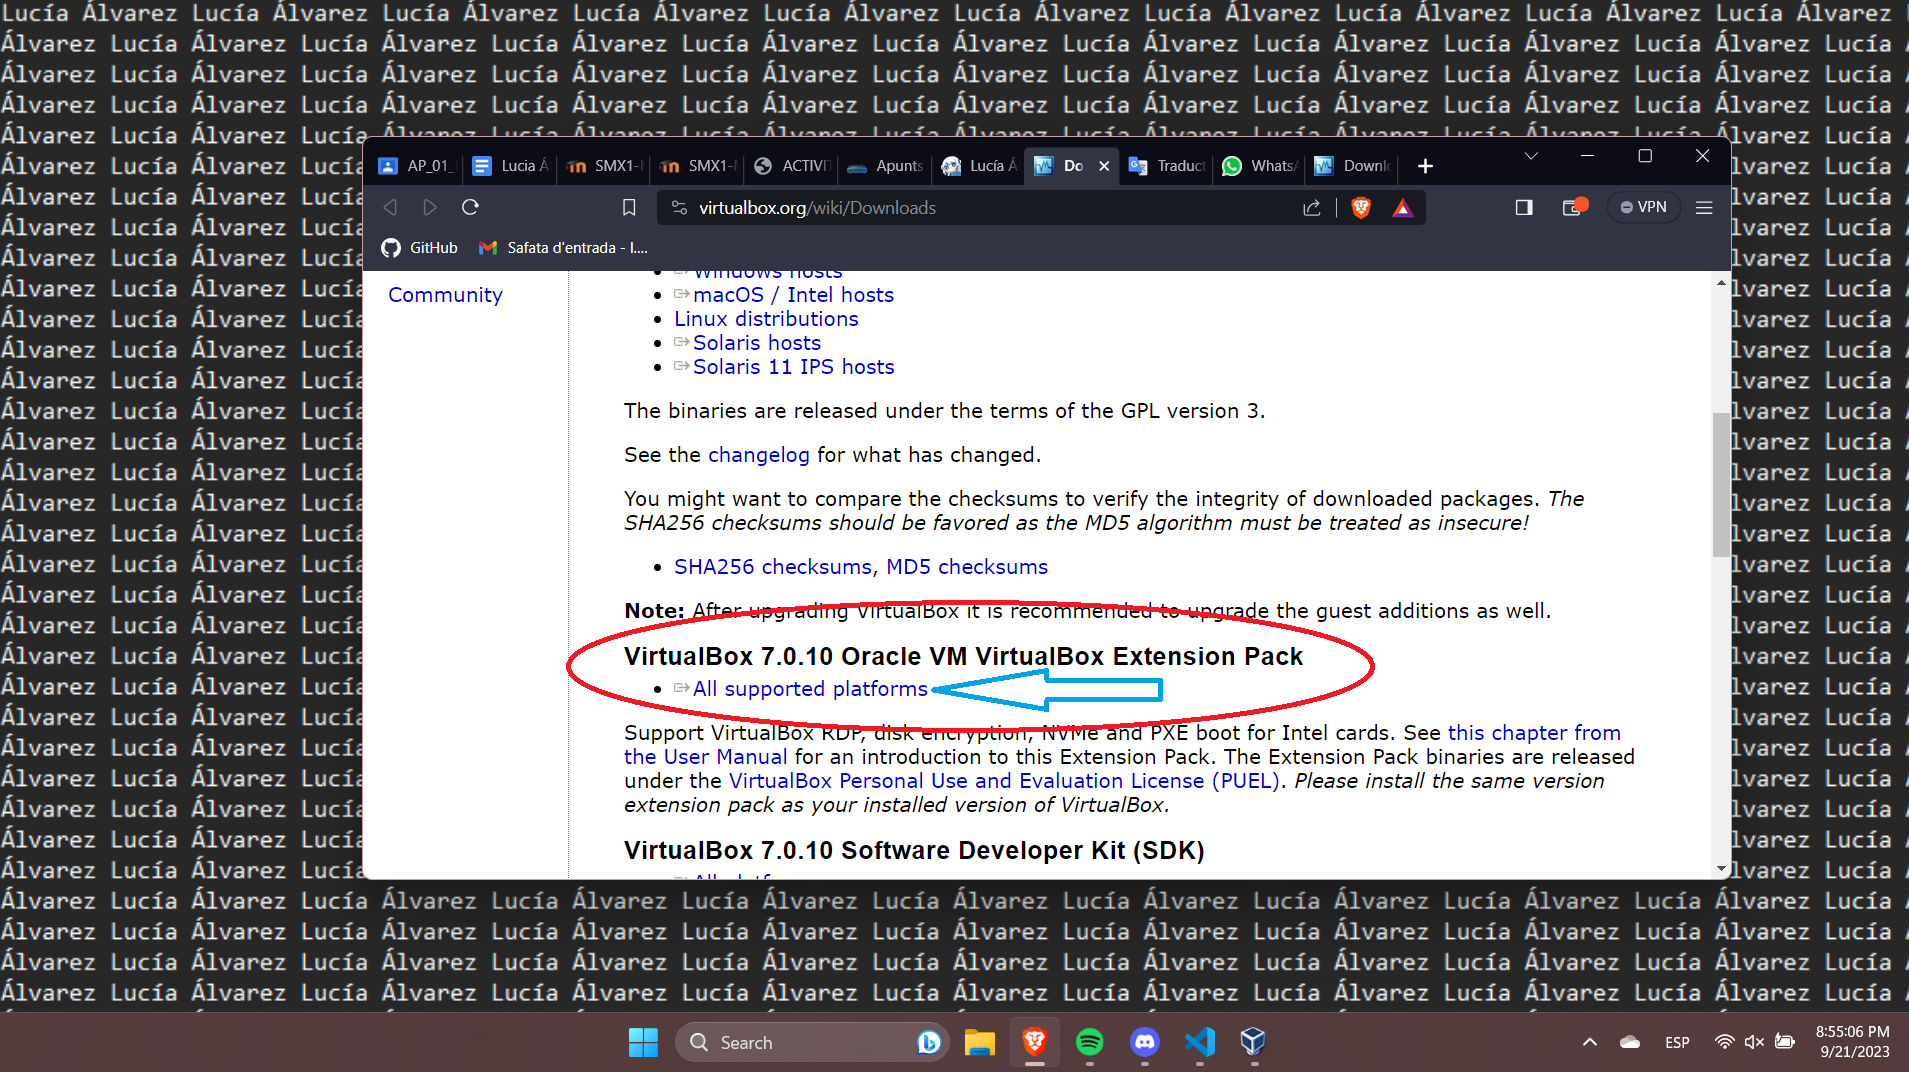 Lucía Álvarez Lucía Álvarez Lucía Álvarez Lucía Álvarez Lucía Álvarez Lucía Álvarez Lucía Álvarez Lucía Álvarez Lucía Álvarez Lucía Álvarez
Álvarez Lucía Álvarez Lucía Álvarez Lucía Álvarez Lucía Álvarez Lucía Álvarez Lucía Álvarez Lucía Álvarez Lucía Álvarez Lucía Álvarez Lucía
Álvarez Lucía Álvarez Lucía Álvarez Lucía Álvarez Lucía Álvarez Lucía Álvarez Lucía Álvarez Lucía Álvarez Lucía Álvarez Lucía Álvarez Lucía
Álvarez Lucía Álvarez Lucía Álvarez Lucía Álvarez Lucía Álvarez Lucía Álvarez Lucía Álvarez Lucía Álvarez Lucía Álvarez Lucía Álvarez Lucía
AP_01_ Lucia Á SMX1- SMX1- ACTIVI Apunts Lucía Á Do Traduct Whats Downl
virtualbox.org/wiki/Downloads VPN
GitHub Safata d'entrada - l....
Community
Windows hosts
macOS / Intel hosts
Linux distributions
Solaris hosts
Solaris 11 IPS hosts
The binaries are released under the terms of the GPL version 3.
See the changelog for what has changed.
You might want to compare the checksums to verify the integrity of downloaded packages. The
SHA256 checksums should be favored as the MD5 algorithm must be treated as insecure!
SHA256 checksums, MD5 checksums
Note: After upgrading VirtualBox it is recommended to upgrade the guest additions as well.
VirtualBox 7.0.10 Oracle VM VirtualBox Extension Pack
All supported platforms
Support VirtualBox RDP, disk encryption, NVMe and PXE boot for Intel cards. See this chapter from
the User Manual for an introduction to this Extension Pack. The Extension Pack binaries are released
under the VirtualBox Personal Use and Evaluation License (PUEL). Please install the same version
extension pack as your installed version of VirtualBox.
VirtualBox 7.0.10 Software Developer Kit (SDK)
Álvarez Lucía Álvarez Lucía Álvarez Lucía Álvarez Lucía Álvarez Lucía Álvarez Lucía Álvarez Lucía Álvarez Lucía Álvarez Lucía Álvarez Lucía
Álvarez Lucía Álvarez Lucía Álvarez Lucía Álvarez Lucía Álvarez Lucía Álvarez Lucía Álvarez Lucía Álvarez Lucía Álvarez Lucía Álvarez Lucía
Álvarez Lucía Álvarez Lucía Álvarez Lucía Álvarez Lucía Álvarez Lucía Álvarez Lucía Álvarez Lucía Álvarez Lucía Álvarez Lucía Álvarez Lucía
Álvarez Lucía Álvarez Lucía Álvarez Lucía Álvarez Lucía Álvarez Lucía Álvarez Lucía Álvarez Lucía Álvarez Lucía Álvarez Lucía Álvarez Lucía
Search
ESP
8:55:06 PM
9/21/2023